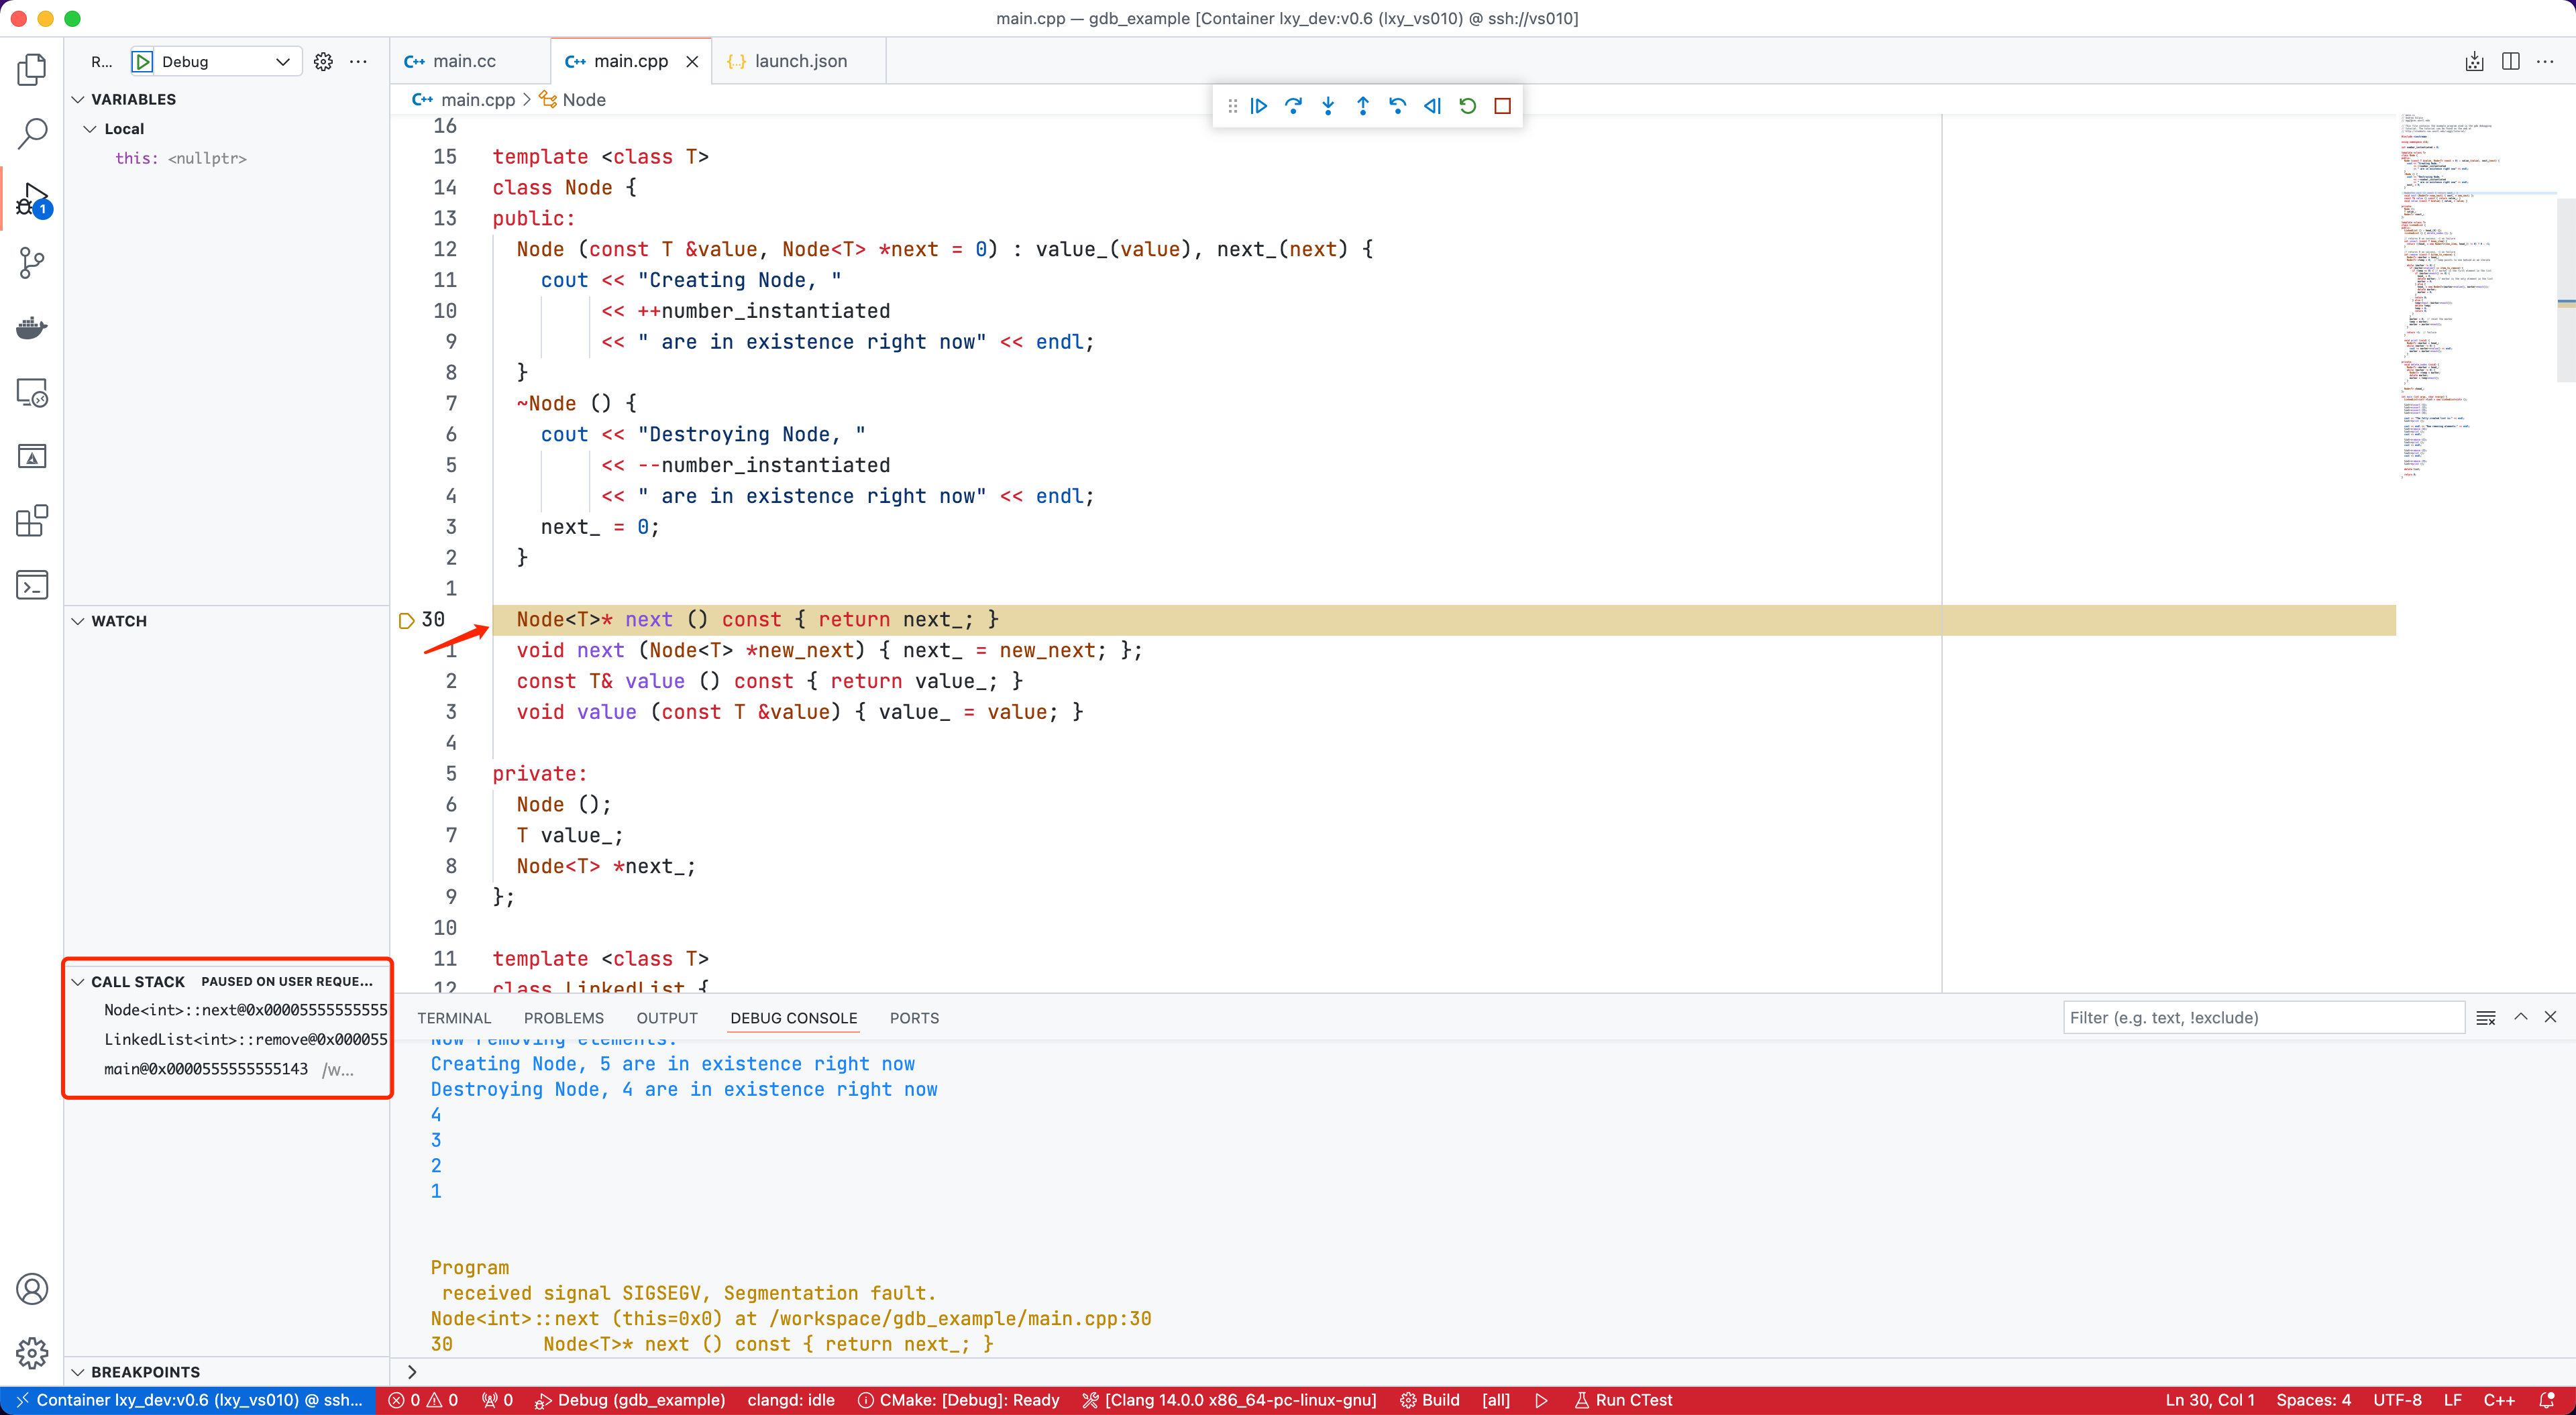 main.cpp — gdb_example [Container lxy_dev:v0.6 (lxy_vs010) @ ssh://vs010]
R... Debug
VARIABLES
Local
this: <nullptr>
WATCH
CALL STACK PAUSED ON USER REQUE...
Node<int>::next@0x00005555555555
LinkedList<int>::remove@0x000055
main@0x0000555555555143 /w...
BREAKPOINTS
1
C++ main.cc
C++ main.cpp
{..} launch.json
C++ main.cpp > Node
16
15 template <class T>
14 class Node {
13 public:
12 Node (const T &value, Node<T> *next = 0) : value_(value), next_(next) {
11 cout << "Creating Node, "
10 << ++number_instantiated
9 << " are in existence right now" << endl;
8 }
7 ~Node () {
6 cout << "Destroying Node, "
5 << --number_instantiated
4 << " are in existence right now" << endl;
3 next_ = 0;
2 }
1
30 Node<T>* next () const { return next_; }
1 void next (Node<T> *new_next) { next_ = new_next; };
2 const T& value () const { return value_; }
3 void value (const T &value) { value_ = value; }
4
5 private:
6 Node ();
7 T value_;
8 Node<T> *next_;
9 };
10
11 template <class T>
12 class LinkedList {
TERMINAL PROBLEMS OUTPUT DEBUG CONSOLE PORTS
Filter (e.g. text, !exclude)
Now removing elements:
Creating Node, 5 are in existence right now
Destroying Node, 4 are in existence right now
4
3
2
1
Program
received signal SIGSEGV, Segmentation fault.
Node<int>::next (this=0x0) at /workspace/gdb_example/main.cpp:30
30 Node<T>* next () const { return next_; }
>
Container lxy_dev:v0.6 (lxy_vs010) @ ssh... 0 0 0 Debug (gdb_example) clangd: idle CMake: [Debug]: Ready [Clang 14.0.0 x86_64-pc-linux-gnu] Build [all] Run CTest Ln 30, Col 1 Spaces: 4 UTF-8 LF C++